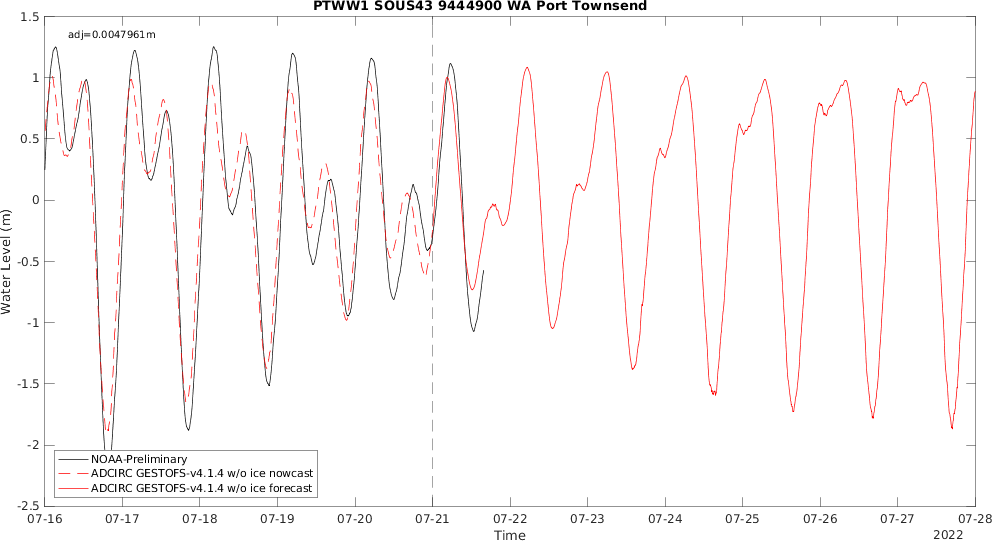 PTWW1 SOUS43 9444900 WA Port Townsend
adj=0.0047961m
1.5
1
0.5
0
-0.5
-1
-1.5
-2
-2.5
Water Level (m)
NOAA-Preliminary
ADCIRC GESTOFS-v4.1.4 w/o ice nowcast
ADCIRC GESTOFS-v4.1.4 w/o ice forecast
07-16 07-17 07-18 07-19 07-20 07-21 07-22 07-23 07-24 07-25 07-26 07-27 07-28
Time
2022